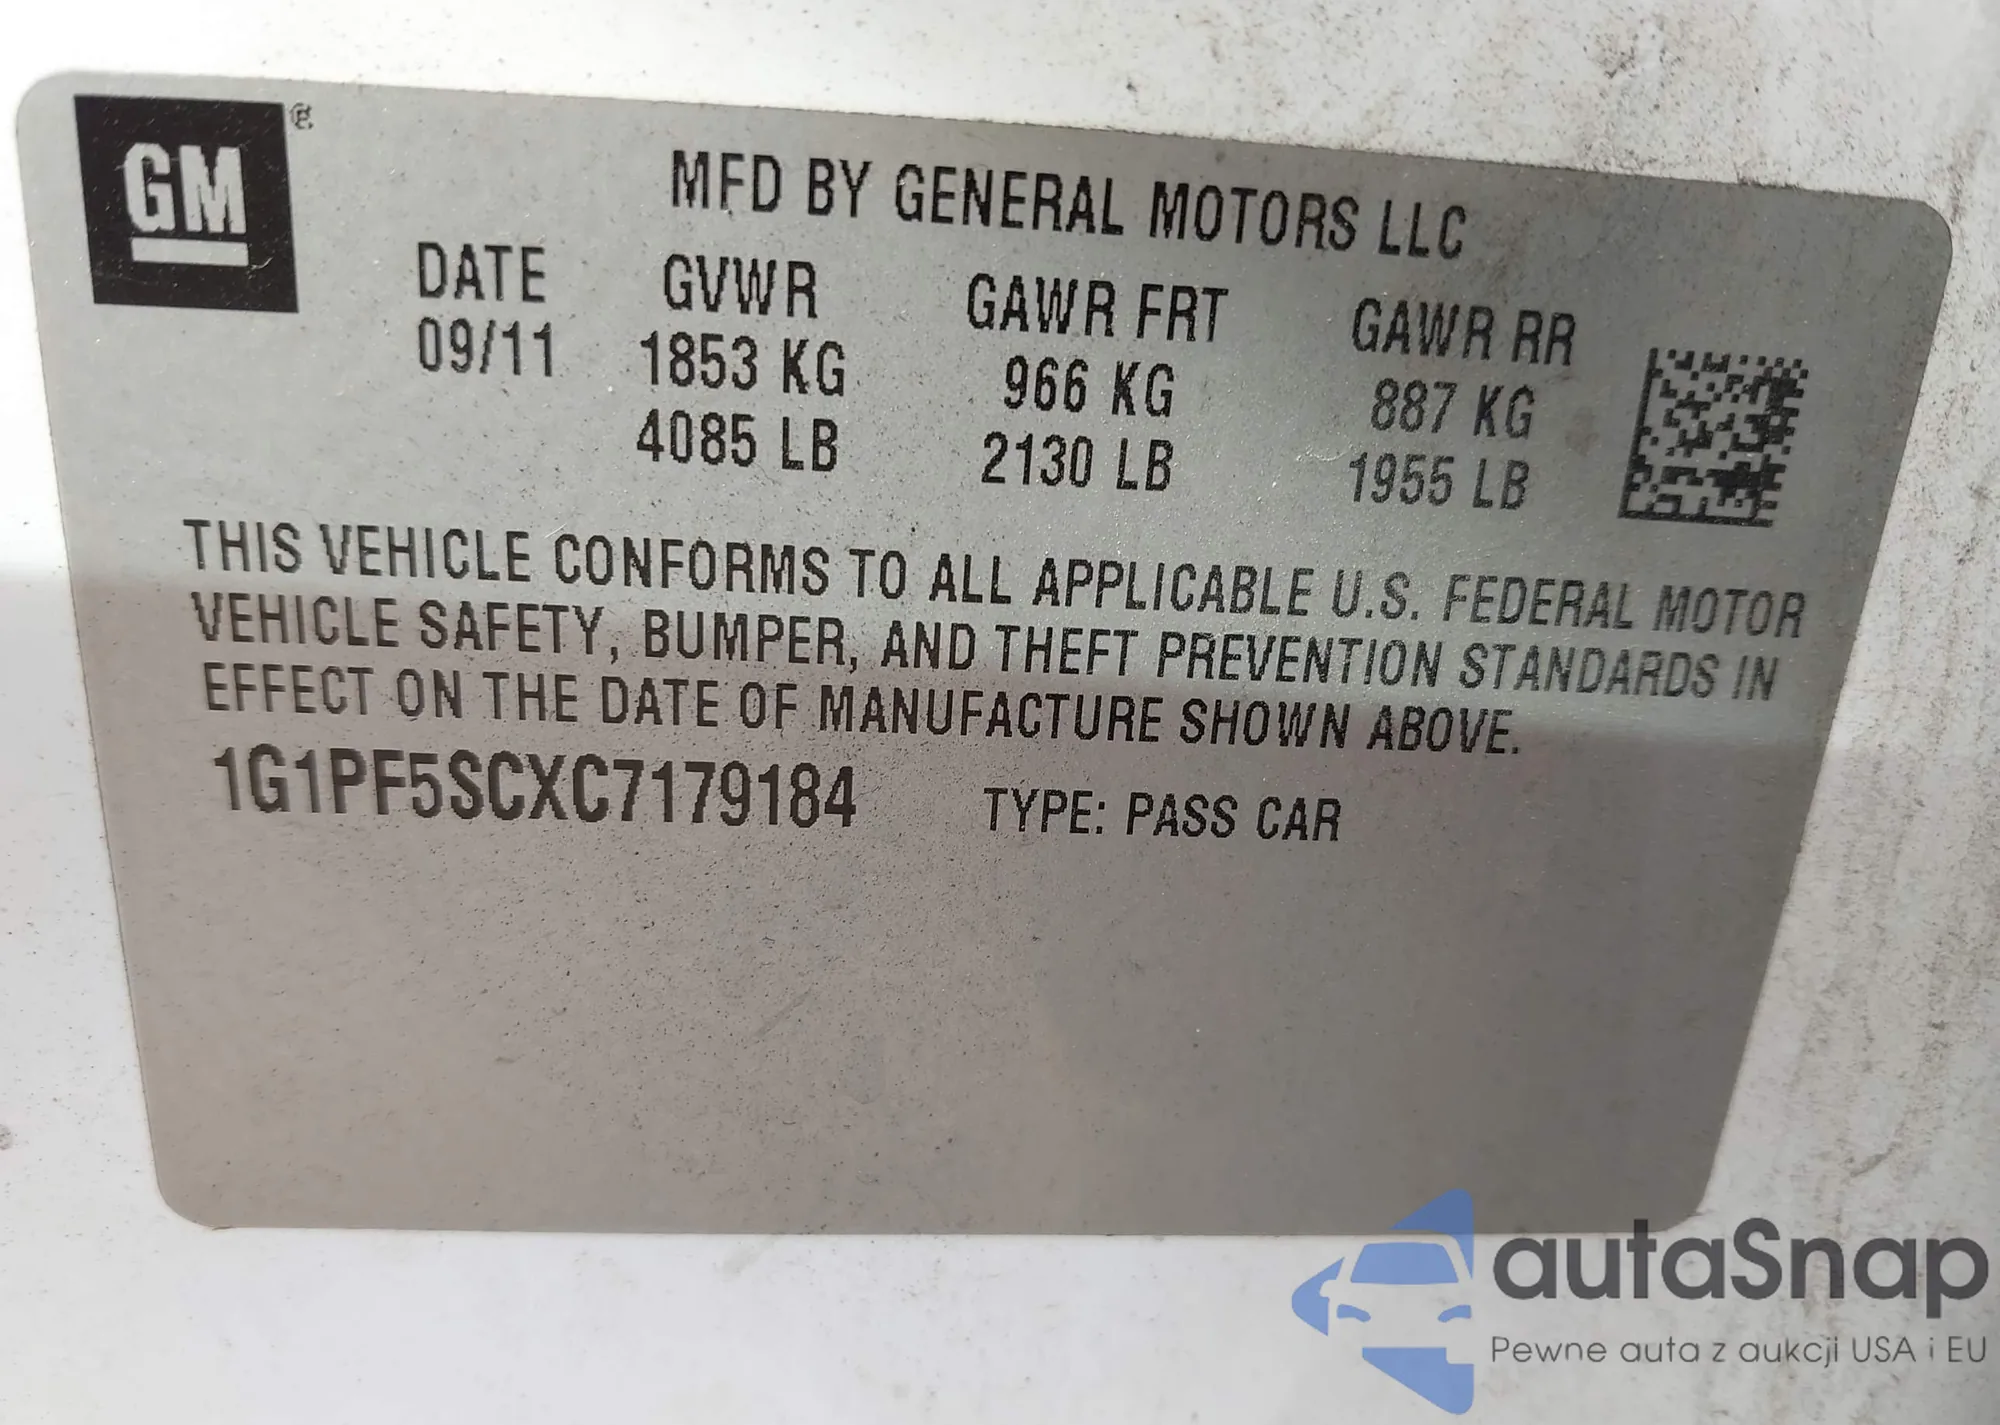 GM
®
MFD BY GENERAL MOTORS LLC
DATE GVWR GAWR FRT GAWR RR
09/11 1853 KG 966 KG 887 KG
4085 LB 2130 LB 1955 LB
THIS VEHICLE CONFORMS TO ALL APPLICABLE U.S. FEDERAL MOTOR
VEHICLE SAFETY, BUMPER, AND THEFT PREVENTION STANDARDS IN
EFFECT ON THE DATE OF MANUFACTURE SHOWN ABOVE.
1G1PF5SCXC7179184 TYPE: PASS CAR
autaSnap
Pewne auta z aukcji USA i EU